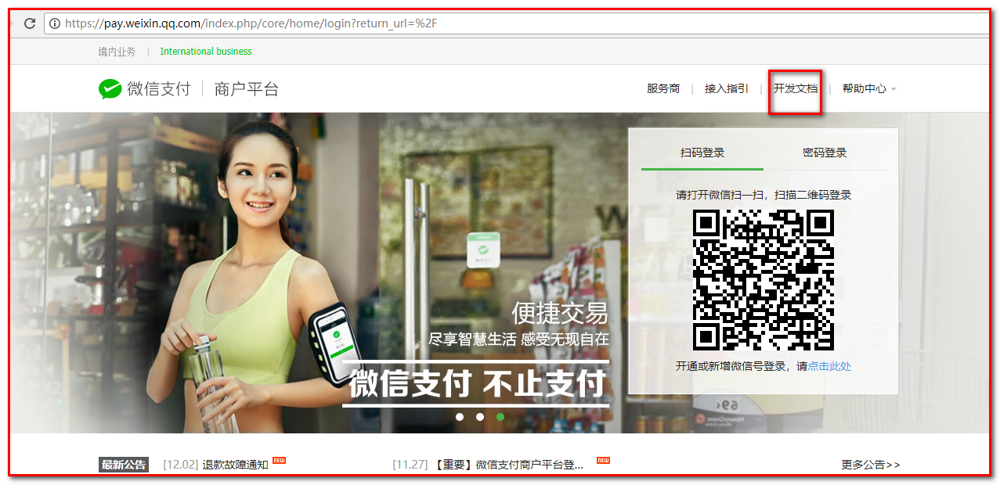 https://pay.weixin.qq.com/index.php/core/home/login?return_url=%2F
境内业务 | International business
微信支付 | 商户平台
服务商 | 接入指引 | 开发文档 | 帮助中心
扫码登录 密码登录
请打开微信扫一扫，扫描二维码登录
开通或新增微信号登录，请点击此处
便捷交易
尽享智慧生活 感受无现自在
微信支付 不止支付
最新公告 [12.02] 退款故障通知 NEW [11.27] 【重要】微信支付商户平台登... NEW 更多公告>>